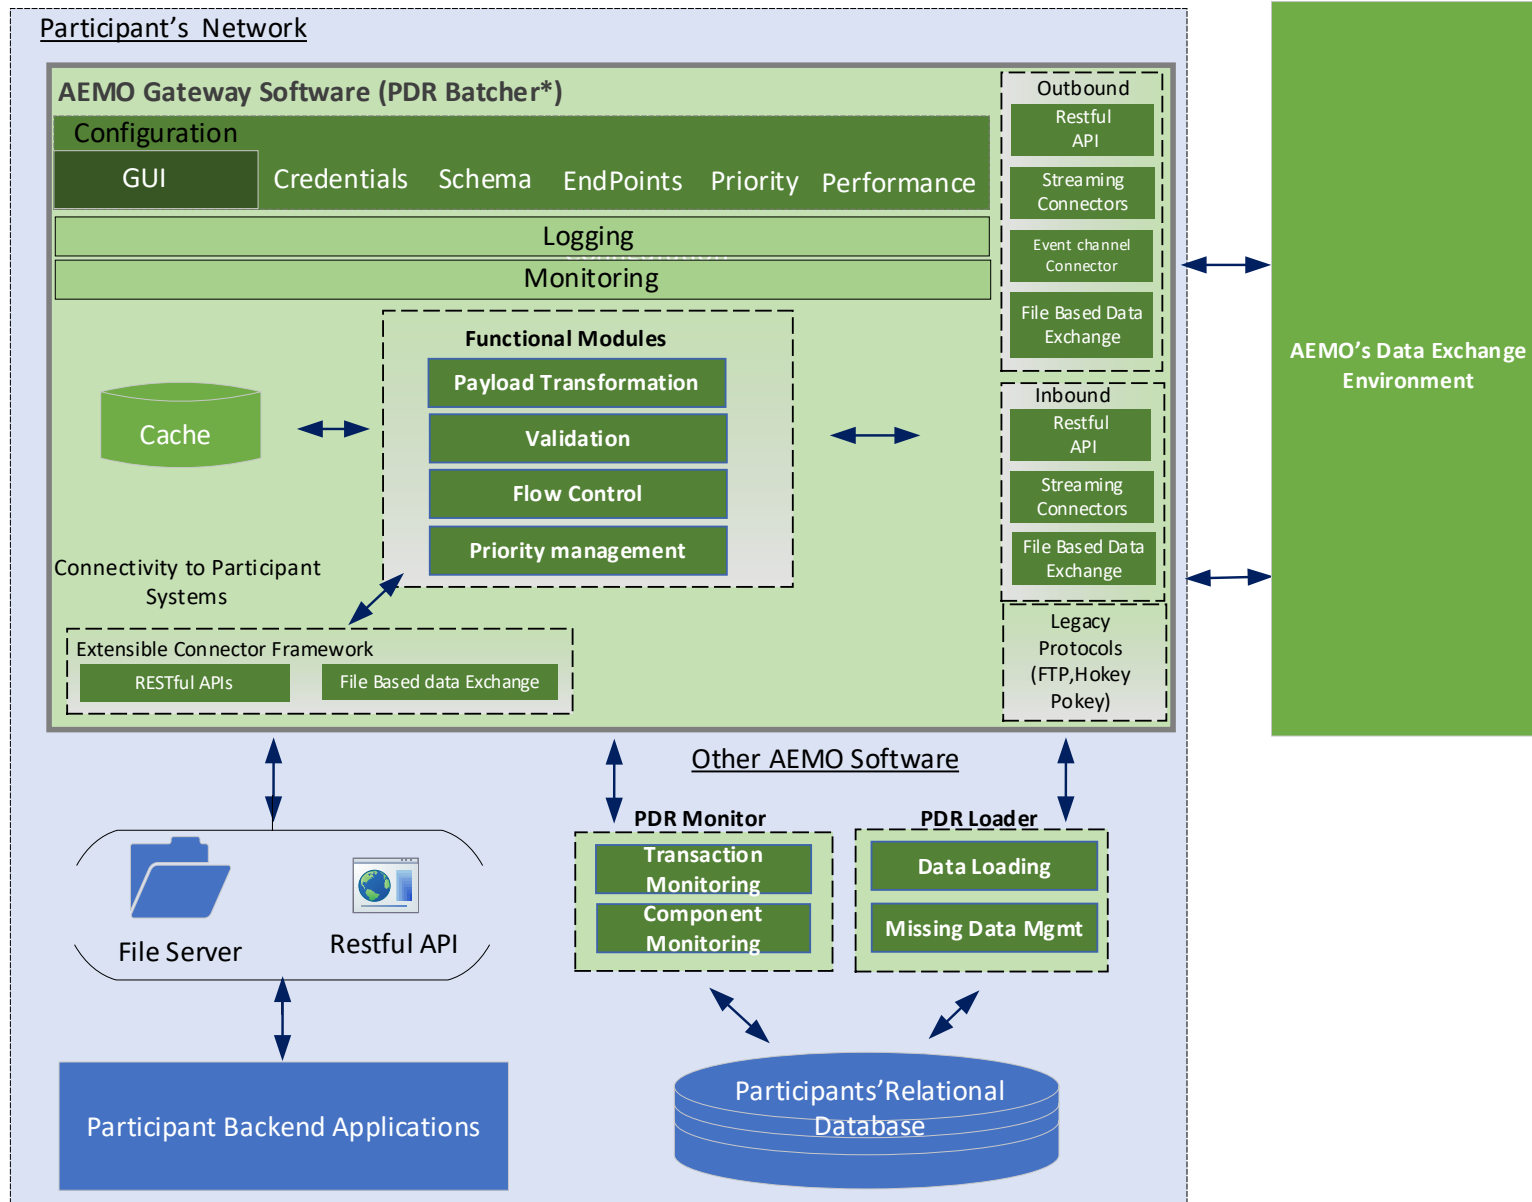 Participant's Network
AEMO Gateway Software (PDR Batcher*)
Configuration
GUI
Credentials
Schema
EndPoints
Priority
Performance
Logging
Monitoring
Functional Modules
Payload Transformation
Validation
Flow Control
Priority management
Cache
Connectivity to Participant
Systems
Extensible Connector Framework
RESTful APIs
File Based data Exchange
Outbound
Restful
API
Streaming
Connectors
Event channel
Connector
File Based Data
Exchange
Inbound
Restful
API
Streaming
Connectors
File Based Data
Exchange
Legacy
Protocols
(FTP,Hokey
Pokey)
AEMO's Data Exchange
Environment
Other AEMO Software
PDR Monitor
Transaction
Monitoring
Component
Monitoring
PDR Loader
Data Loading
Missing Data Mgmt
File Server
Restful API
Participant Backend Applications
Participants'Relational
Database